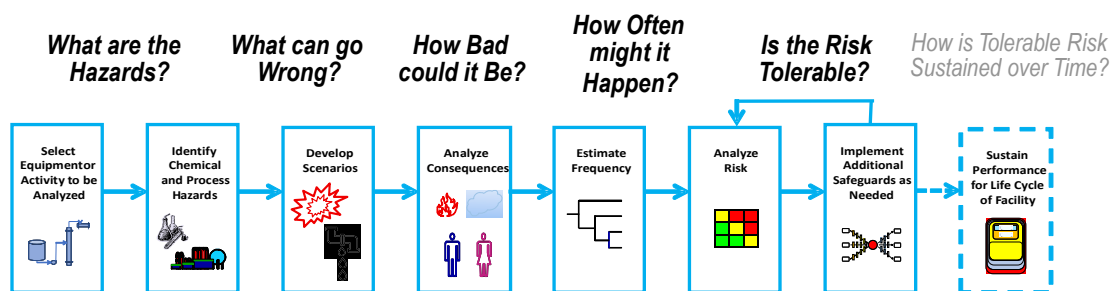 What are the
Hazards?
What can go
Wrong?
How Bad
could it Be?
How Often
might it
Happen?
Is the Risk
Tolerable?
How is Tolerable Risk
Sustained over Time?
Select
Equipmentor
Activity to be
Analyzed
Identify
Chemical
and Process
Hazards
Develop
Scenarios
Analyze
Consequences
Estimate
Frequency
Analyze
Risk
Implement
Additional
Safeguards as
Needed
Sustain
Performance
for Life Cycle
of Facility